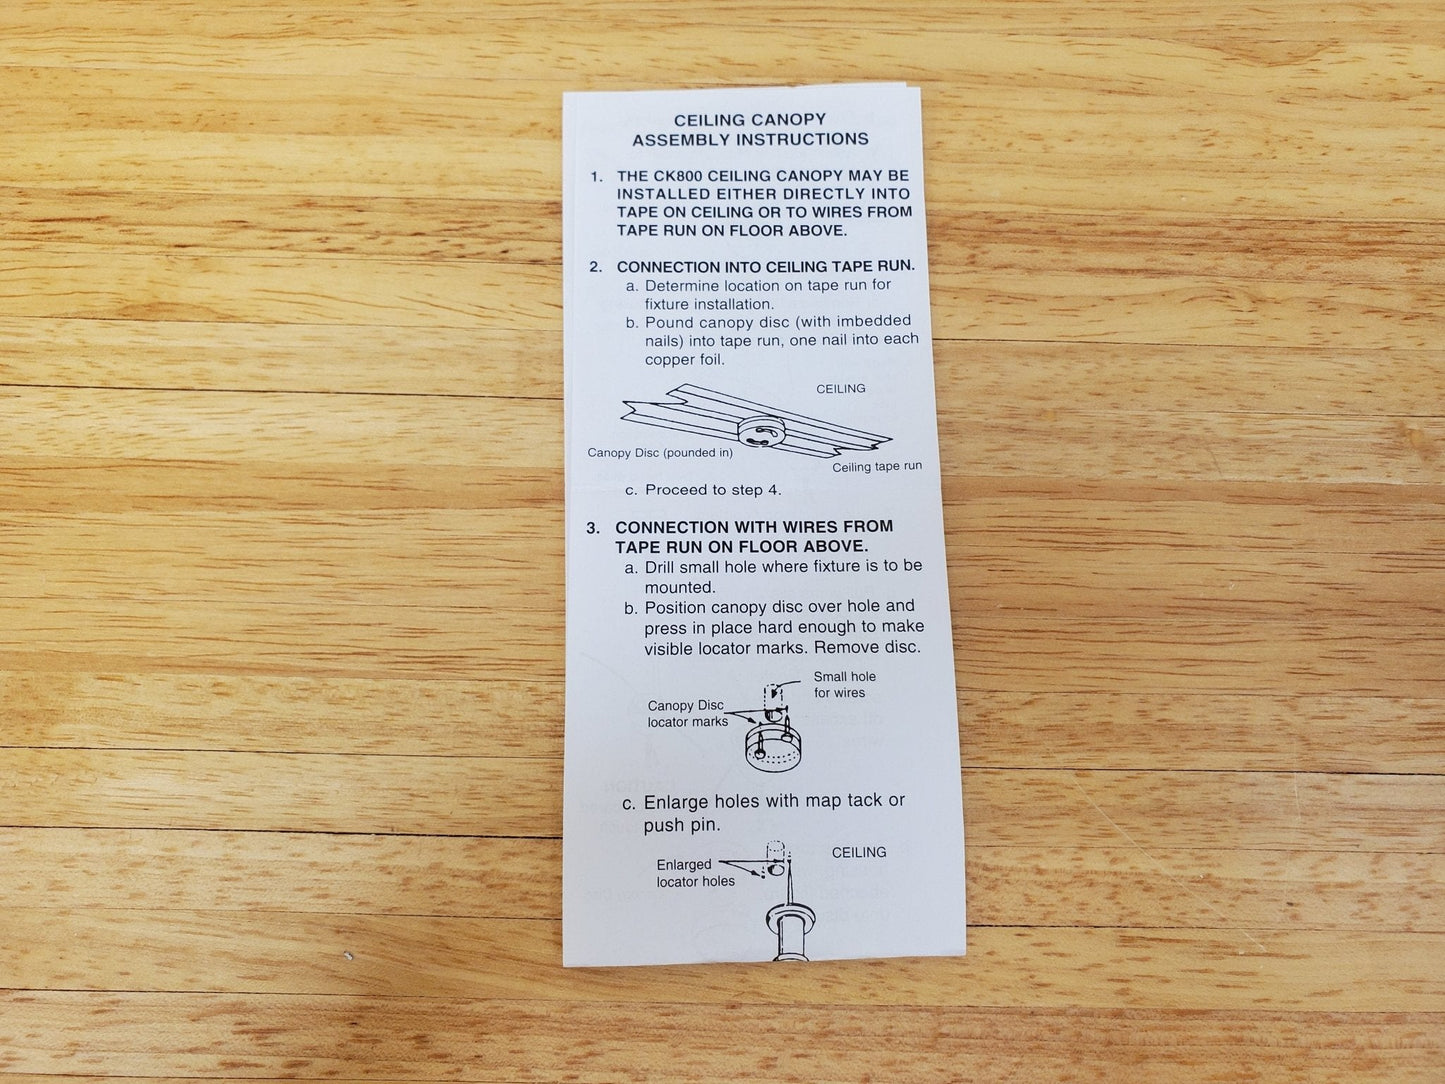 CEILING CANOPY
ASSEMBLY INSTRUCTIONS
1. THE CK800 CEILING CANOPY MAY BE
INSTALLED EITHER DIRECTLY INTO
TAPE ON CEILING OR TO WIRES FROM
TAPE RUN ON FLOOR ABOVE.
2. CONNECTION INTO CEILING TAPE RUN.
a. Determine location on tape run for
fixture installation.
b. Pound canopy disc (with imbedded
nails) into tape run, one nail into each
copper foil.
CEILING
Canopy Disc (pounded in)
Ceiling tape run
c. Proceed to step 4.
3. CONNECTION WITH WIRES FROM
TAPE RUN ON FLOOR ABOVE.
a. Drill small hole where fixture is to be
mounted.
b. Position canopy disc over hole and
press in place hard enough to make
visible locator marks. Remove disc.
Small hole
for wires
Canopy Disc
locator marks
c. Enlarge holes with map tack or
push pin.
CEILING
Enlarged
locator holes